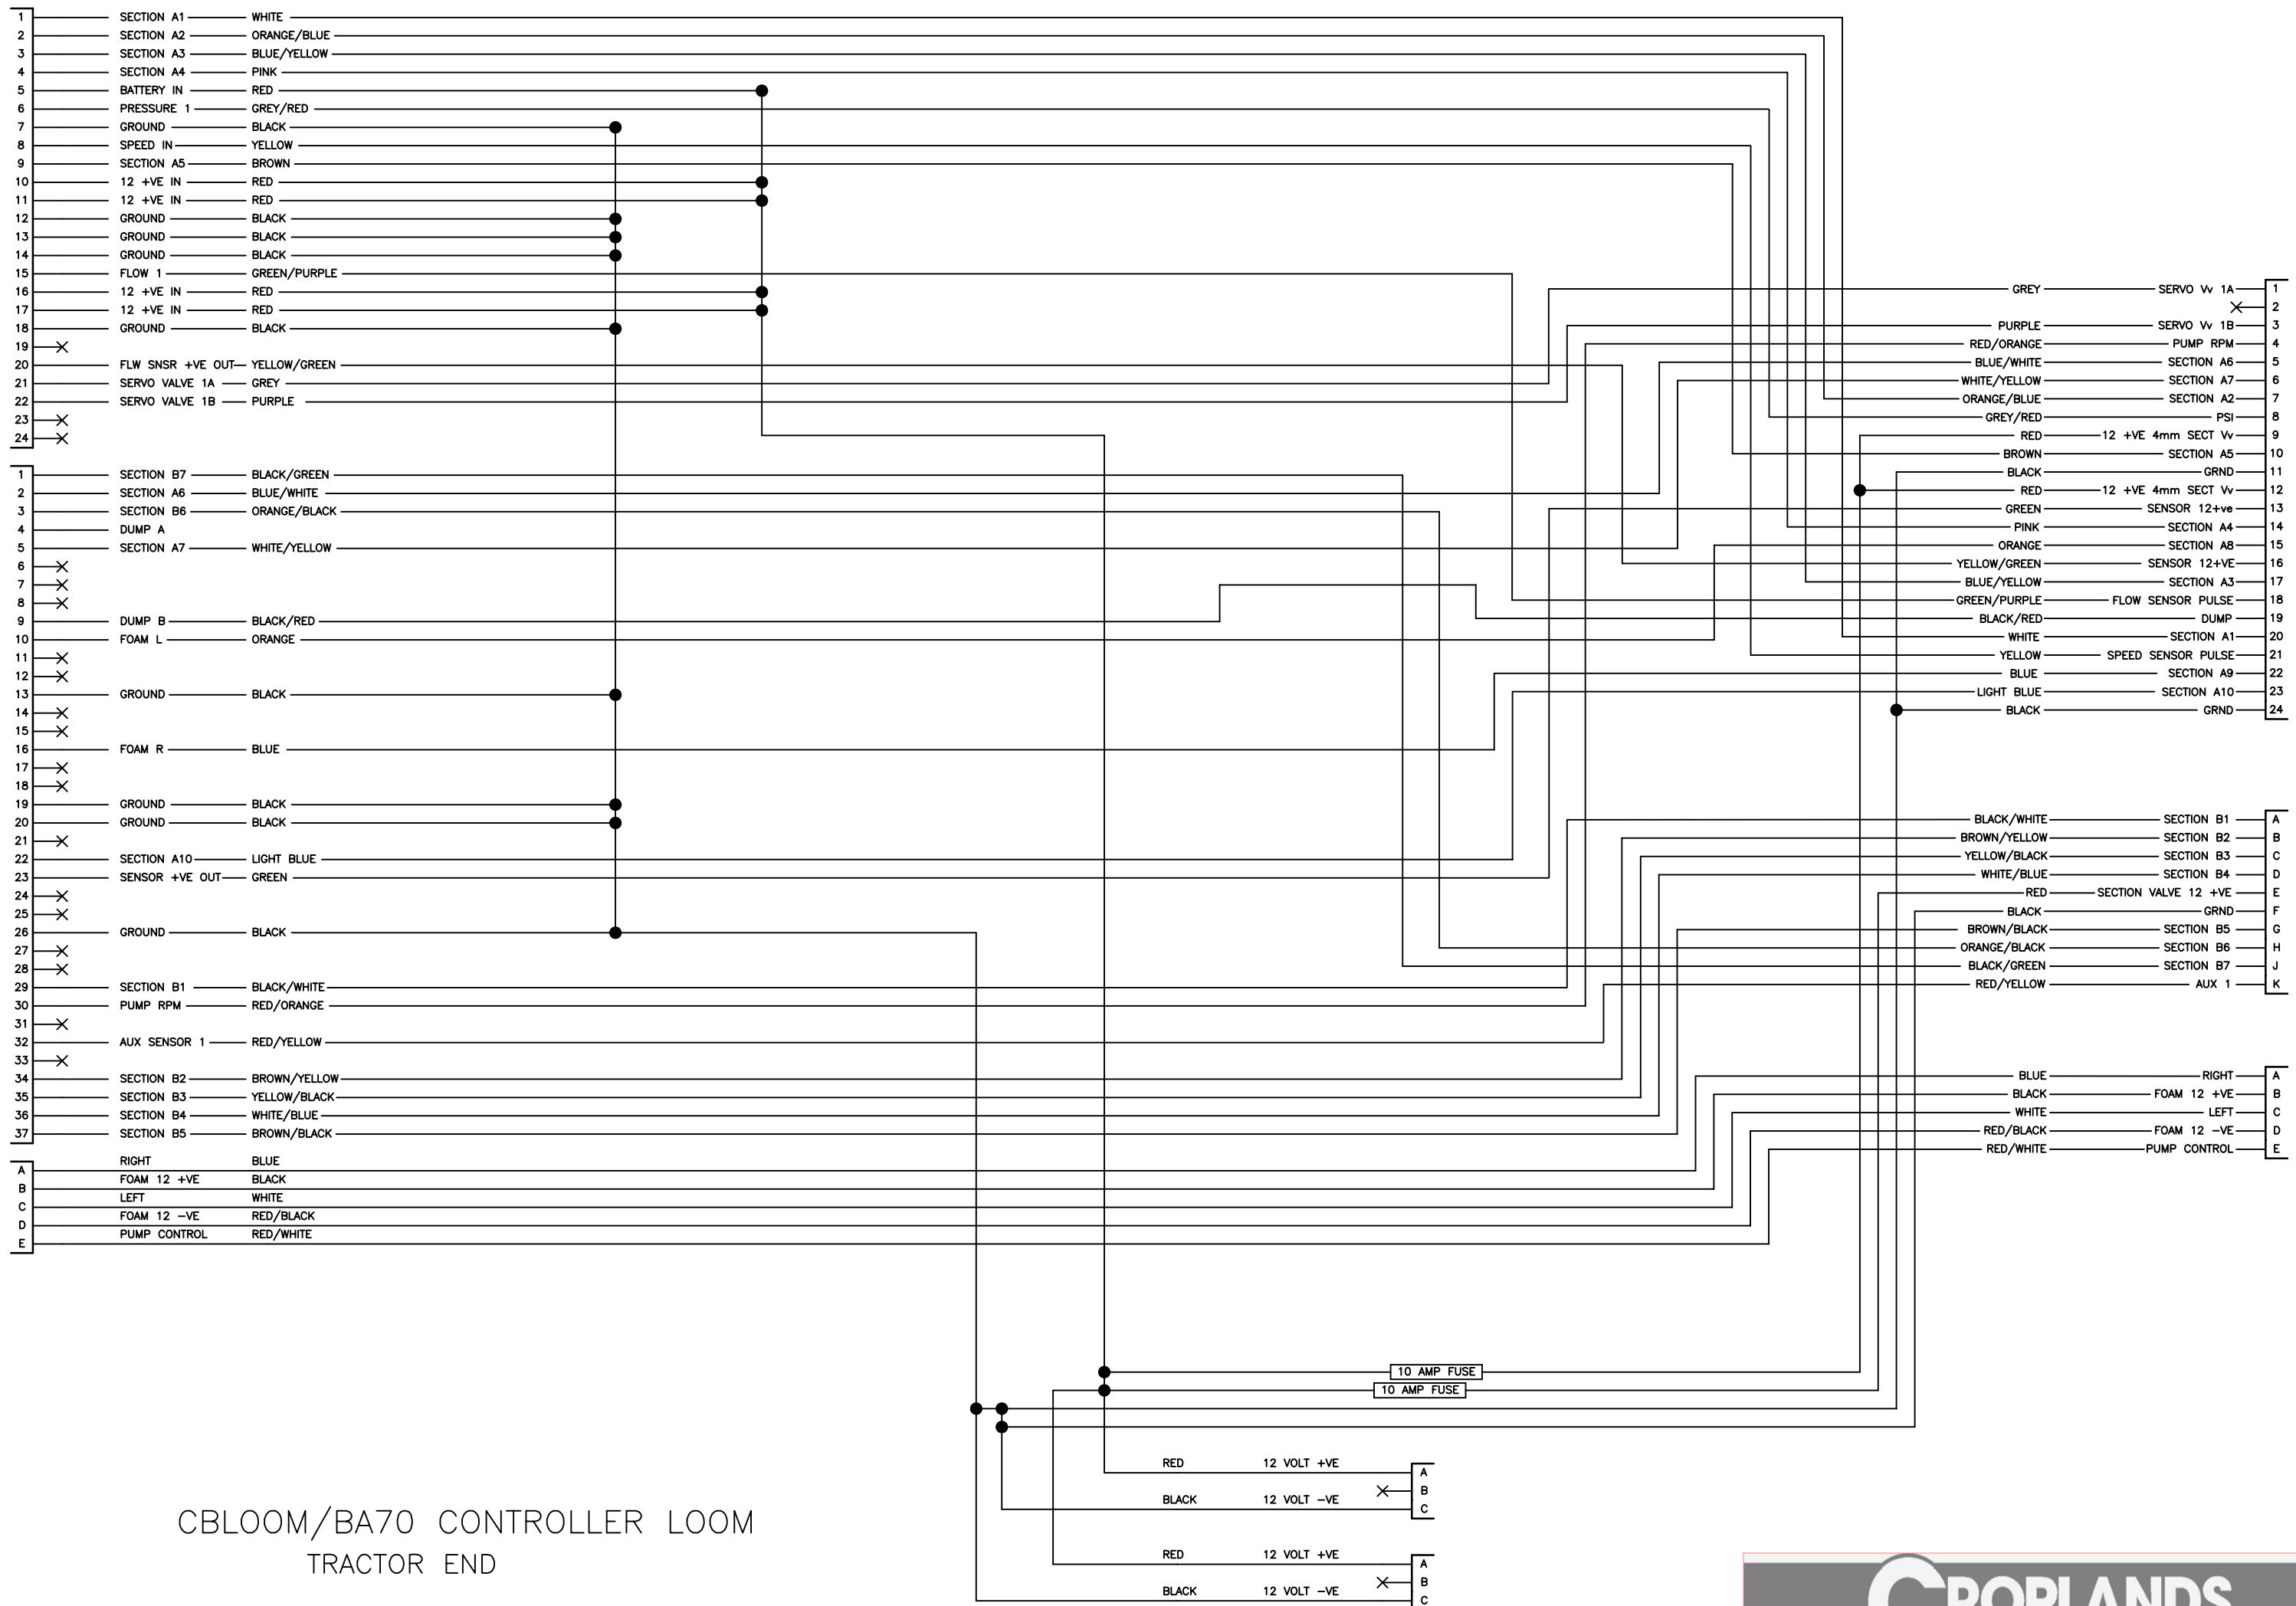 1 SECTION A1 WHITE
2 SECTION A2 ORANGE/BLUE
3 SECTION A3 BLUE/YELLOW
4 SECTION A4 PINK
5 BATTERY IN RED
6 PRESSURE 1 GREY/RED
7 GROUND BLACK
8 SPEED IN YELLOW
9 SECTION A5 BROWN
10 12 +VE IN RED
11 12 +VE IN RED
12 GROUND BLACK
13 GROUND BLACK
14 GROUND BLACK
15 FLOW 1 GREEN/PURPLE
16 12 +VE IN RED
17 12 +VE IN RED
18 GROUND BLACK
19
20 FLW SNSR +VE OUT YELLOW/GREEN
21 SERVO VALVE 1A GREY
22 SERVO VALVE 1B PURPLE
23
24
1 SECTION B7 BLACK/GREEN
2 SECTION A6 BLUE/WHITE
3 SECTION B6 ORANGE/BLACK
4 DUMP A
5 SECTION A7 WHITE/YELLOW
6
7
8
9 DUMP B BLACK/RED
10 FOAM L ORANGE
11
12
13 GROUND BLACK
14
15
16 FOAM R BLUE
17
18
19 GROUND BLACK
20 GROUND BLACK
21
22 SECTION A10 LIGHT BLUE
23 SENSOR +VE OUT GREEN
24
25
26 GROUND BLACK
27
28
29 SECTION B1 BLACK/WHITE
30 PUMP RPM RED/ORANGE
31
32 AUX SENSOR 1 RED/YELLOW
33
34 SECTION B2 BROWN/YELLOW
35 SECTION B3 YELLOW/BLACK
36 SECTION B4 WHITE/BLUE
37 SECTION B5 BROWN/BLACK
A RIGHT BLUE
B FOAM 12 +VE BLACK
C LEFT WHITE
D FOAM 12 -VE RED/BLACK
E PUMP CONTROL RED/WHITE
GREY SERVO Vv 1A 1
2
PURPLE SERVO Vv 1B 3
RED/ORANGE PUMP RPM 4
BLUE/WHITE SECTION A6 5
WHITE/YELLOW SECTION A7 6
ORANGE/BLUE SECTION A2 7
GREY/RED PSI 8
RED 12 +VE 4mm SECT Vv 9
BROWN SECTION A5 10
BLACK GRND 11
RED 12 +VE 4mm SECT Vv 12
GREEN SENSOR 12+ve 13
PINK SECTION A4 14
ORANGE SECTION A8 15
YELLOW/GREEN SENSOR 12+VE 16
BLUE/YELLOW SECTION A3 17
GREEN/PURPLE FLOW SENSOR PULSE 18
BLACK/RED DUMP 19
WHITE SECTION A1 20
YELLOW SPEED SENSOR PULSE 21
BLUE SECTION A9 22
LIGHT BLUE SECTION A10 23
BLACK GRND 24
BLACK/WHITE SECTION B1 A
BROWN/YELLOW SECTION B2 B
YELLOW/BLACK SECTION B3 C
WHITE/BLUE SECTION B4 D
RED SECTION VALVE 12 +VE E
BLACK GRND F
BROWN/BLACK SECTION B5 G
ORANGE/BLACK SECTION B6 H
BLACK/GREEN SECTION B7 J
RED/YELLOW AUX 1 K
BLUE RIGHT A
BLACK FOAM 12 +VE B
WHITE LEFT C
RED/BLACK FOAM 12 -VE D
RED/WHITE PUMP CONTROL E
10 AMP FUSE
10 AMP FUSE
RED 12 VOLT +VE A
B
BLACK 12 VOLT -VE C
RED 12 VOLT +VE A
B
BLACK 12 VOLT -VE C
CBLOOM/BA70 CONTROLLER LOOM
TRACTOR END
CROPLANDS